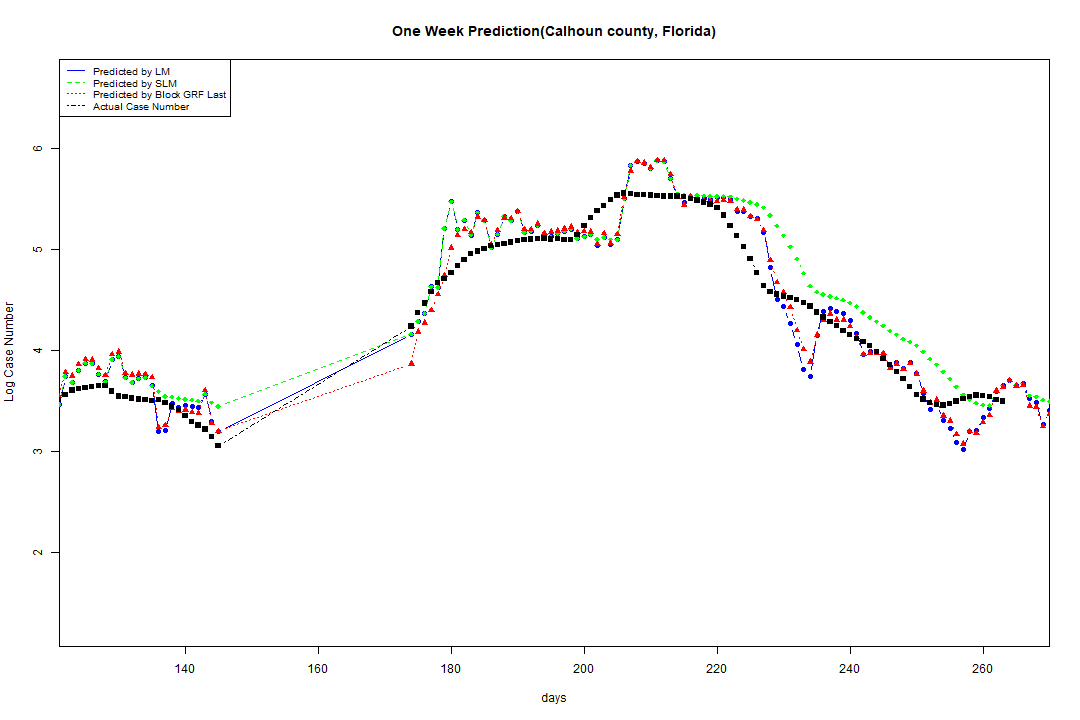 One Week Prediction(Calhoun county, Florida)
Predicted by LM
Predicted by SLM
Predicted by Block GRF Last
Actual Case Number
6
5
4
3
2
Log Case Number
140 160 180 200 220 240 260
days